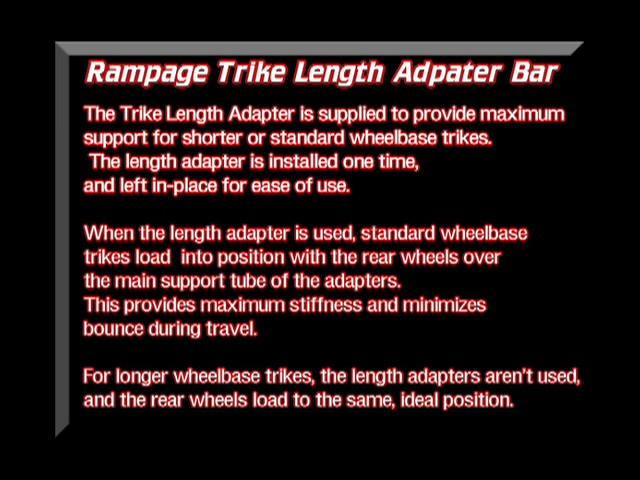 Rampage Trike Length Adpater Bar
The Trike Length Adapter is supplied to provide maximum
support for shorter or standard wheelbase trikes.
The length adapter is installed one time,
and left in-place for ease of use.
When the length adapter is used, standard wheelbase
trikes load into position with the rear wheels over
the main support tube of the adapters.
This provides maximum stiffness and minimizes
bounce during travel.
For longer wheelbase trikes, the length adapters aren't used,
and the rear wheels load to the same, ideal position.